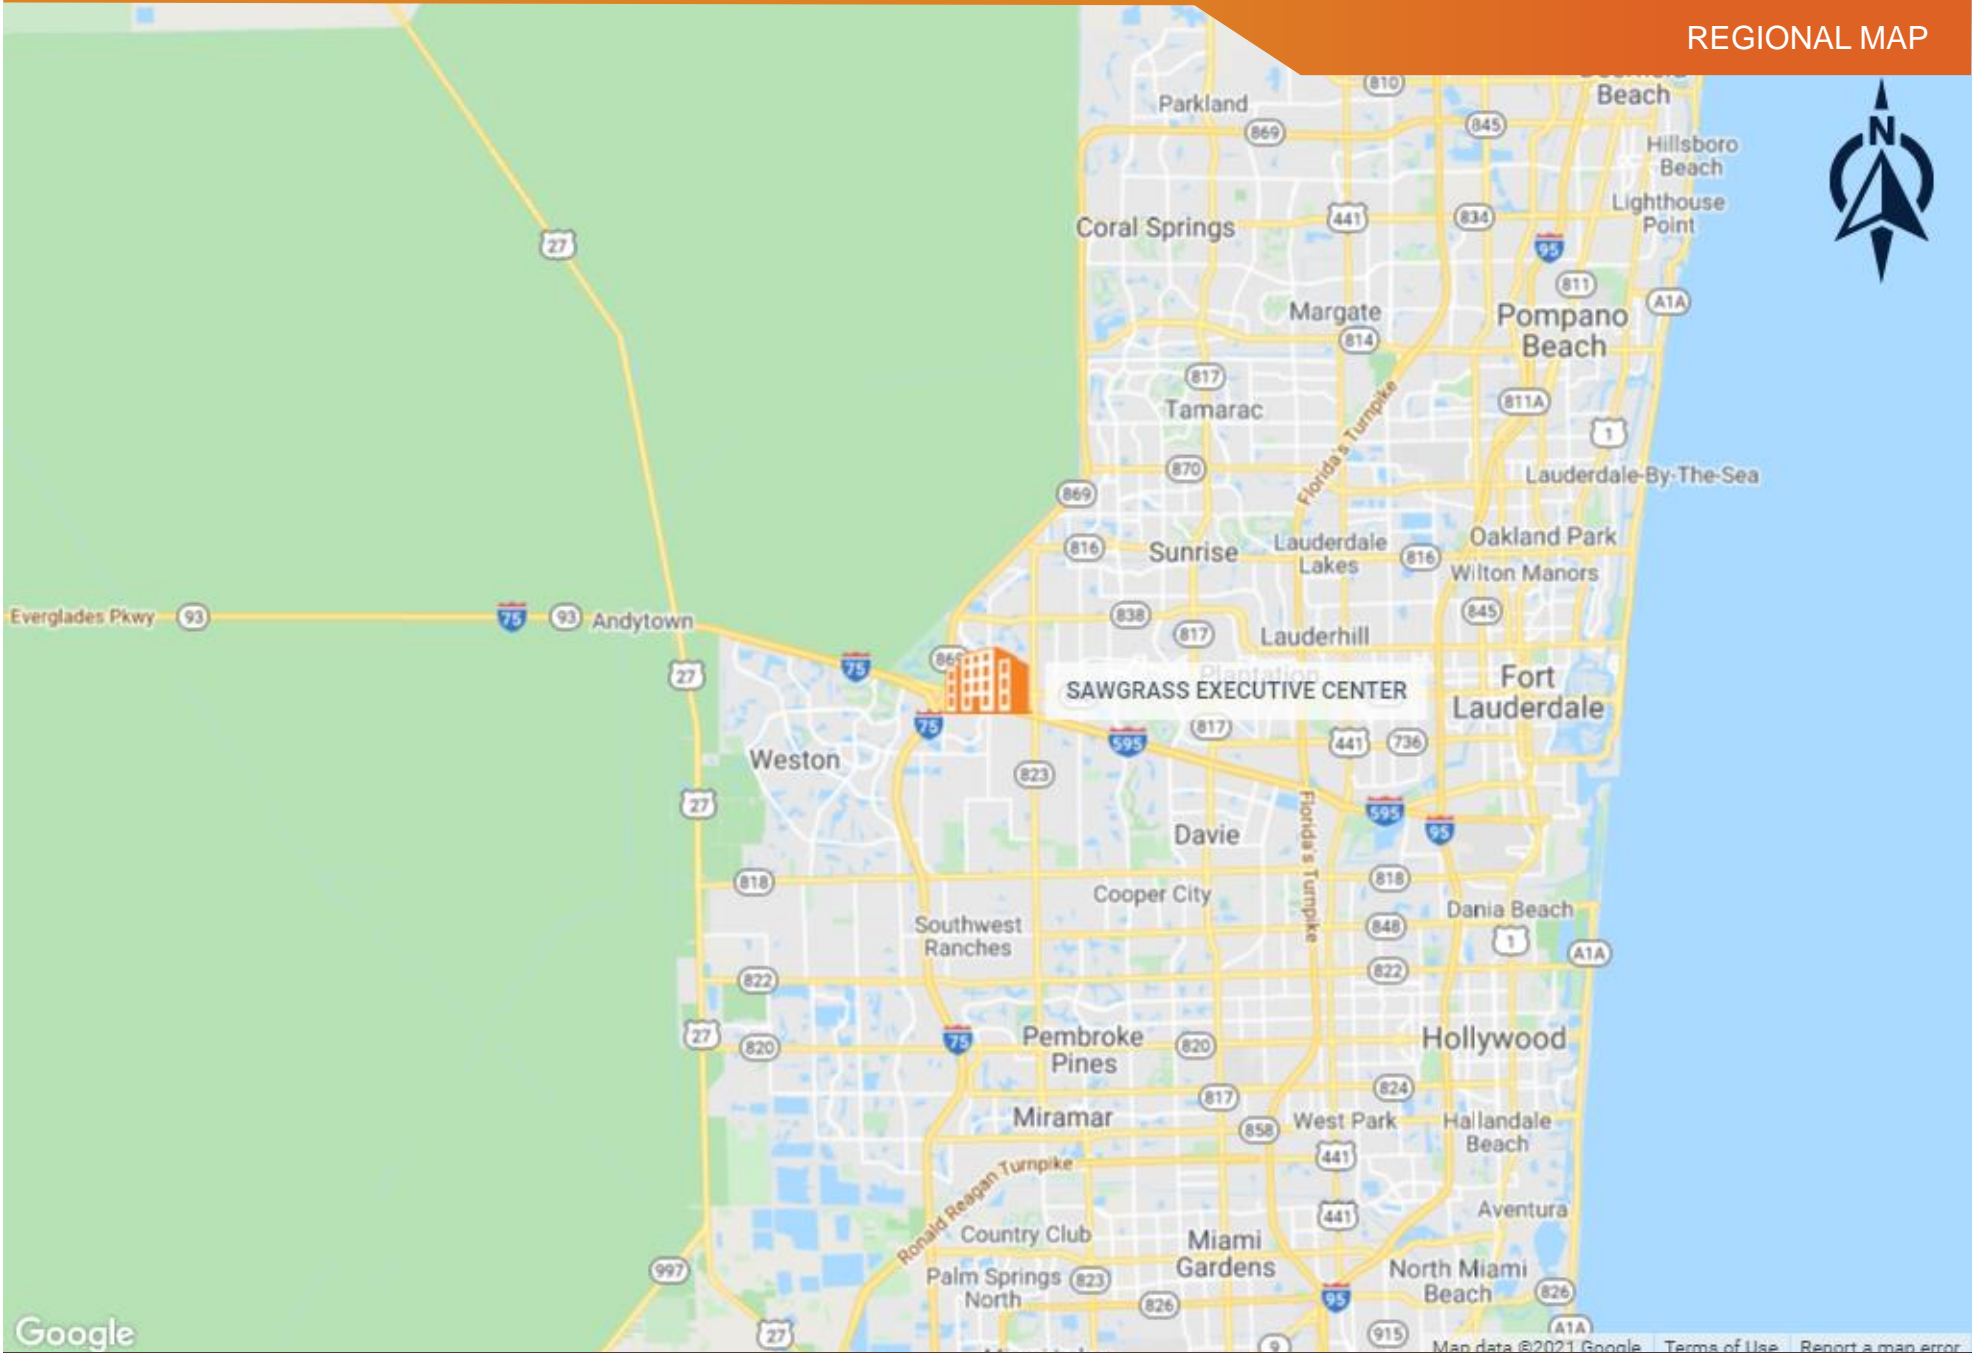 REGIONAL MAP
Beach
810
Parkland
869
845
N
Hillsboro
Beach
Lighthouse
Point
Coral Springs
441
834
27
95
811
A1A
Margate
814
Pompano
Beach
817
Tamarac
811A
Florida's Turnpike
1
870
Lauderdale-By-The-Sea
869
816
Sunrise
Lauderdale
Lakes
816
Oakland Park
Wilton Manors
Everglades Pkwy
93
75
93
Andytown
838
817
845
Lauderhill
75
869
27
Plantation
SAWGRASS EXECUTIVE CENTER
Fort
Lauderdale
75
817
595
441
736
Weston
823
27
Florida's Turnpike
595
95
Davie
818
818
Cooper City
Dania Beach
Southwest
Ranches
848
1
A1A
822
822
27
75
820
Pembroke
Pines
820
Hollywood
824
817
Miramar
858
West Park
Hallandale
Beach
441
Ronald Reagan Turnpike
441
Aventura
Country Club
Miami
Gardens
997
Palm Springs
North
823
North Miami
Beach
826
95
826
27
9
915
A1A
Google
Map data ©2021 Google
Terms of Use
Report a map error